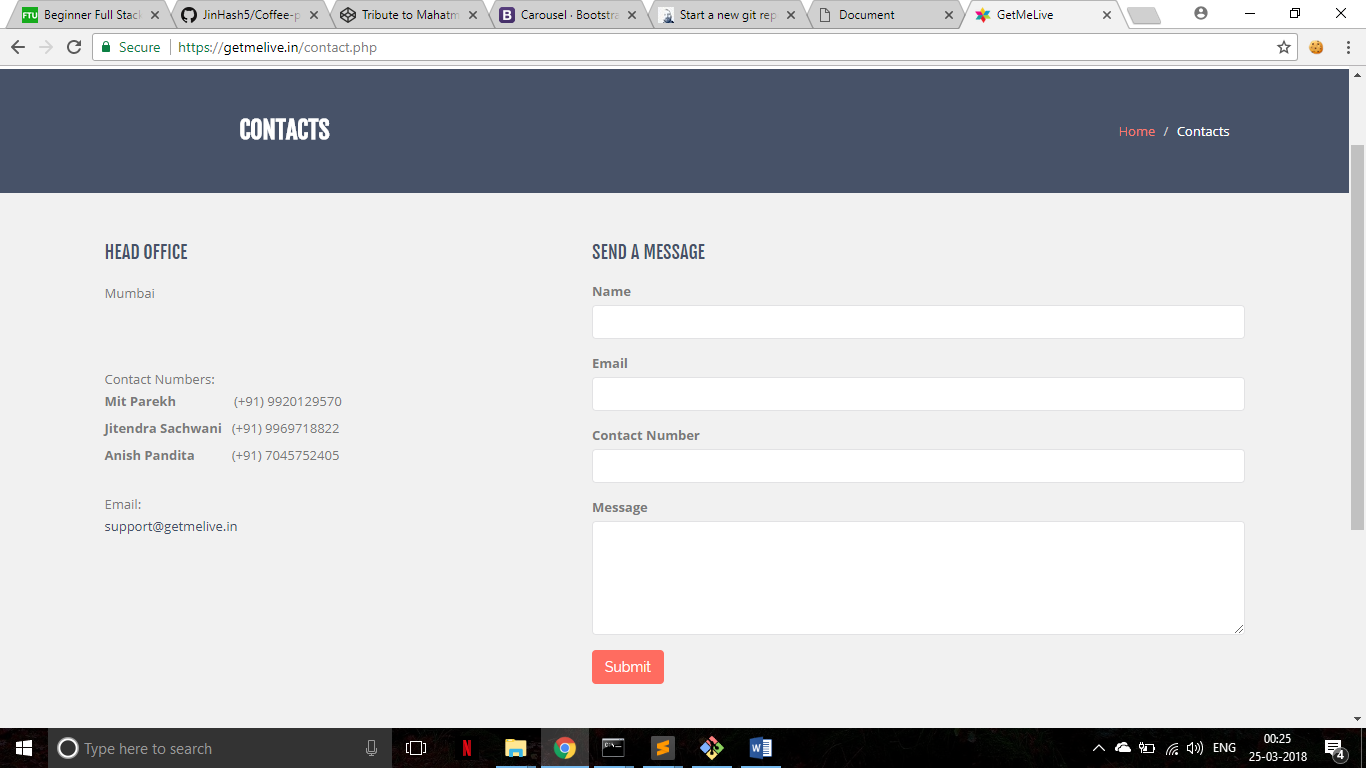 FTU Beginner Full Stack
JinHash5/Coffee-p
Tribute to Mahatm
B Carousel · Bootstra
Start a new git rep
Document
GetMeLive
Secure https://getmelive.in/contact.php
CONTACTS
Home / Contacts
HEAD OFFICE
Mumbai
Contact Numbers:
Mit Parekh (+91) 9920129570
Jitendra Sachwani (+91) 9969718822
Anish Pandita (+91) 7045752405
Email:
support@getmelive.in
SEND A MESSAGE
Name
Email
Contact Number
Message
Submit
Type here to search
ENG
00:25
25-03-2018
4